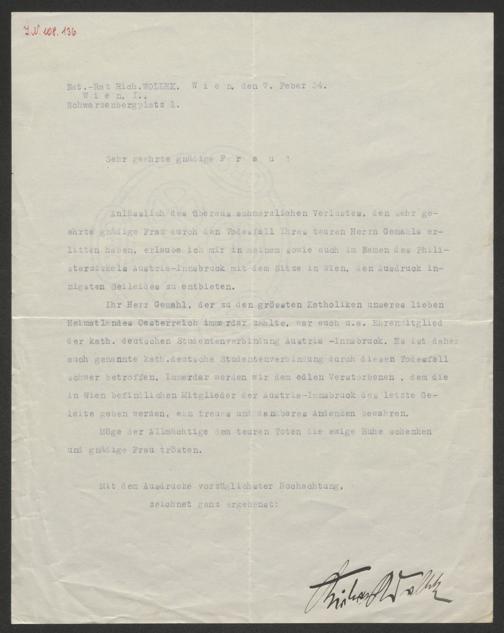 J.N. 108.136
Nat.-Rat Rich.WOLLEK, W i e n, den 7. Feber 34.
W i e n, I.,
Schwarzenbergplatz 1.
Sehr geehrte gnädige F r a u !
Anlässlich des überaus schmerzlichen Verlustes, den sehr ge-
ehrte gnädige Frau durch den Todesfall Ihres teuren Herrn Gemahls er-
litten haben, erlaube ich mir in meinem sowie auch im Namen des Phili-
sterzirkels Austria-Innsbruck mit dem Sitze in Wien, den Ausdruck in-
nigsten Beileides zu entbieten.
Ihr Herr Gemahl, der zu den grössten Katholiken unseres lieben
Heimatlandes Oesterreich immerdar zählte, war auch u.a. Ehrenmitglied
der kath. deutschen Studentenverbindung Austria -Innsbruck. Es ist daher
auch genannte kath.deutsche Studentenverbindung durch diesen Todesfall
schwer betroffen. Immerdar werden wir dem edlen Verstorbenen , dem die
in Wien befindlichen Mitglieder der Austria-Innsbruck das letzte Ge-
leite geben werden, ein treues und dankbares Andenken bewahren.
Möge der Allmächtige dem teuren Toten die ewige Ruhe schenken
und gnädige Frau trösten.
Mit dem Ausdrucke vorzüglichster Hochachtung,
zeichnet ganz ergebenst:
Richard Wollek